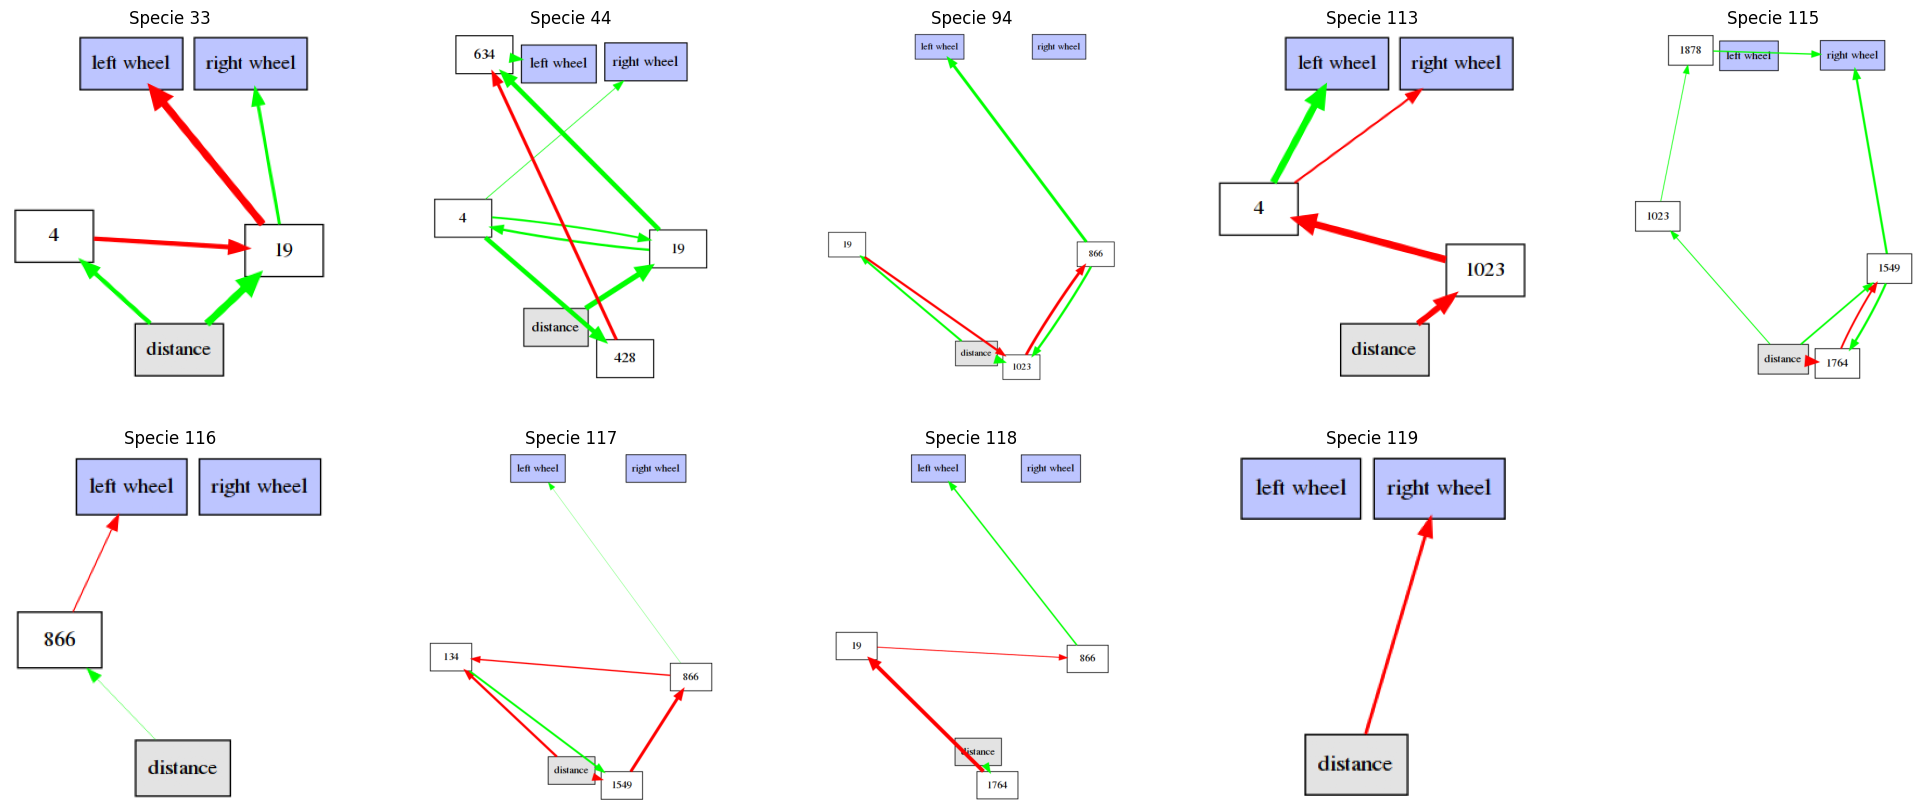 Specie 33
left wheel
right wheel
4
19
distance
Specie 44
634
left wheel
right wheel
4
19
distance
428
Specie 94
left wheel
right wheel
19
866
distance
1023
Specie 113
left wheel
right wheel
4
1023
distance
Specie 115
1878
left wheel
right wheel
1023
1549
distance
1764
Specie 116
left wheel
right wheel
866
distance
Specie 117
left wheel
right wheel
134
866
distance
1549
Specie 118
left wheel
right wheel
19
866
distance
1764
Specie 119
left wheel
right wheel
distance